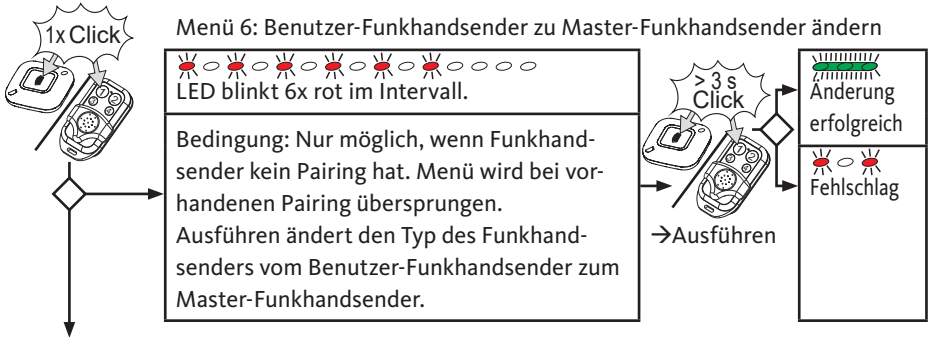 1x Click
Menü 6: Benutzer-Funkhandsender zu Master-Funkhandsender ändern
LED blinkt 6x rot im Intervall.
Bedingung: Nur möglich, wenn Funkhand-
sender kein Pairing hat. Menü wird bei vor-
handenen Pairing übersprungen.
Ausführen ändert den Typ des Funkhand-
senders vom Benutzer-Funkhandsender zum
Master-Funkhandsender.
> 3 s
Click
→Ausführen
Änderung
erfolgreich
Fehlschlag